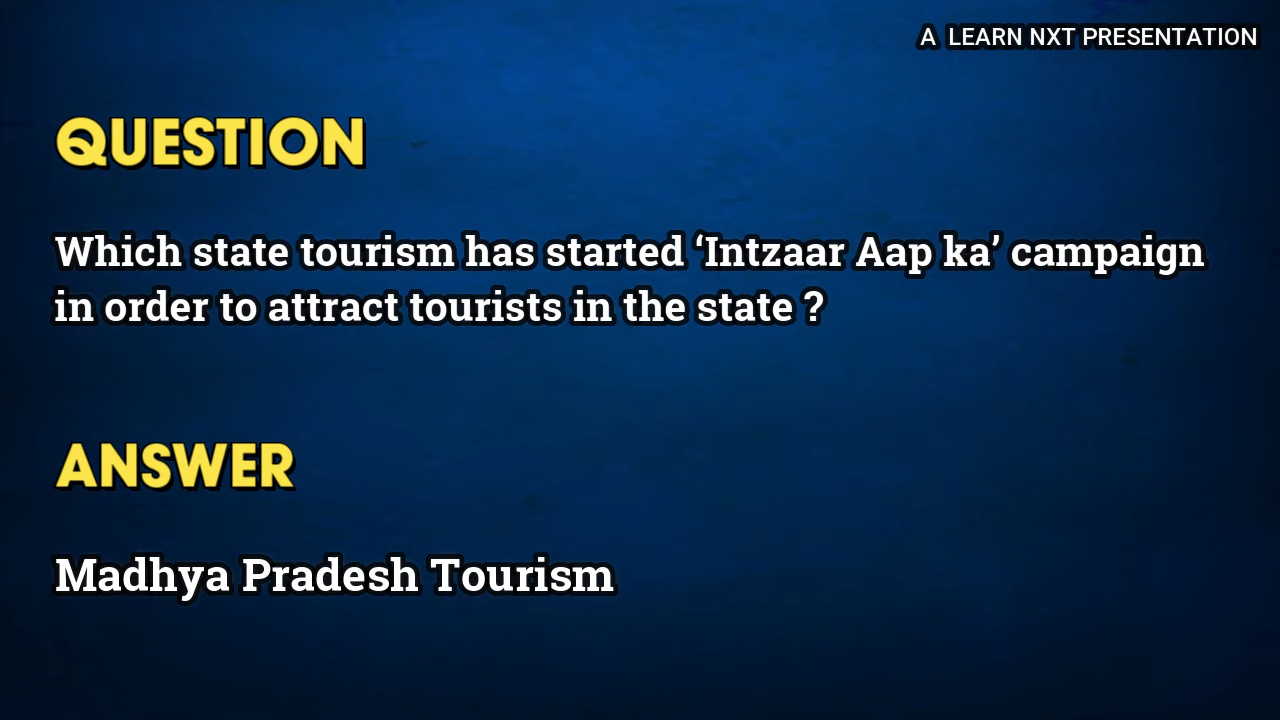 A LEARN NXT PRESENTATION
QUESTION
Which state tourism has started ‘Intzaar Aap ka’ campaign
in order to attract tourists in the state ?
ANSWER
Madhya Pradesh Tourism